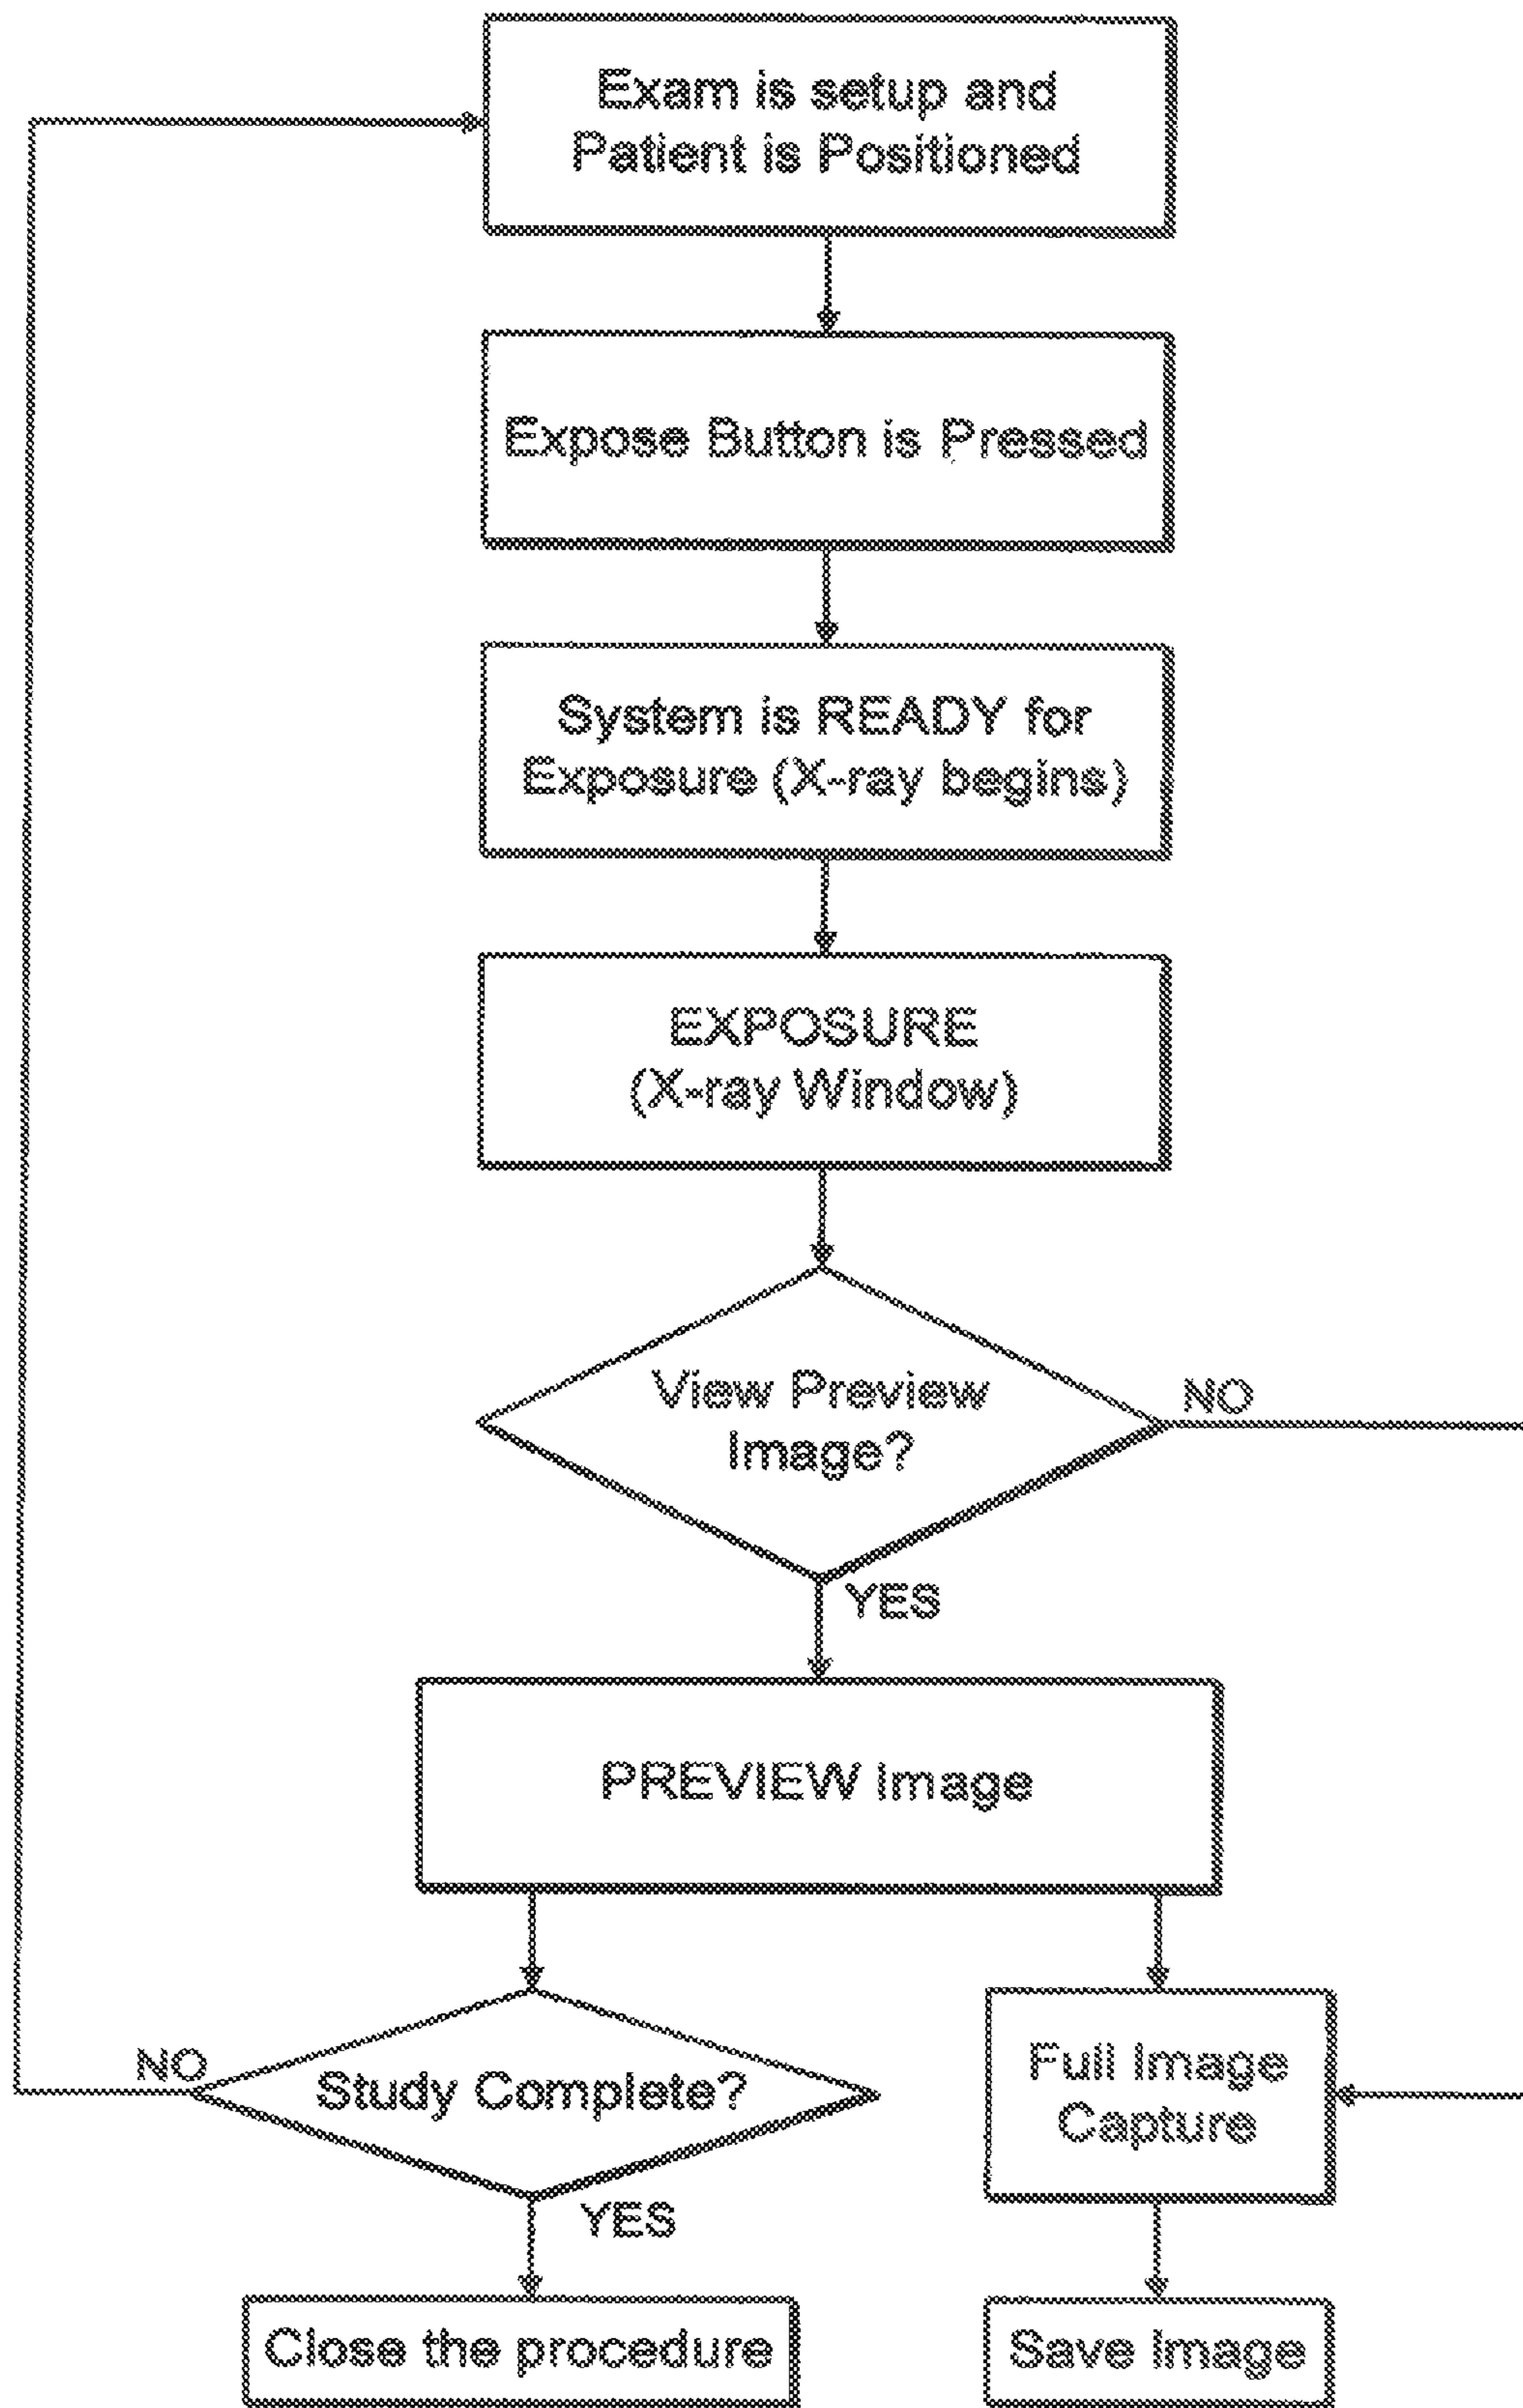 Exam is setup and
Patient is Positioned
Expose Button is Pressed
System is READY for
Exposure (X-ray begins)
EXPOSURE
(X-ray Window)
View Preview
Image?
NO
YES
PREVIEW Image
NO
Study Complete?
Full Image
Capture
YES
Close the procedure
Save Image